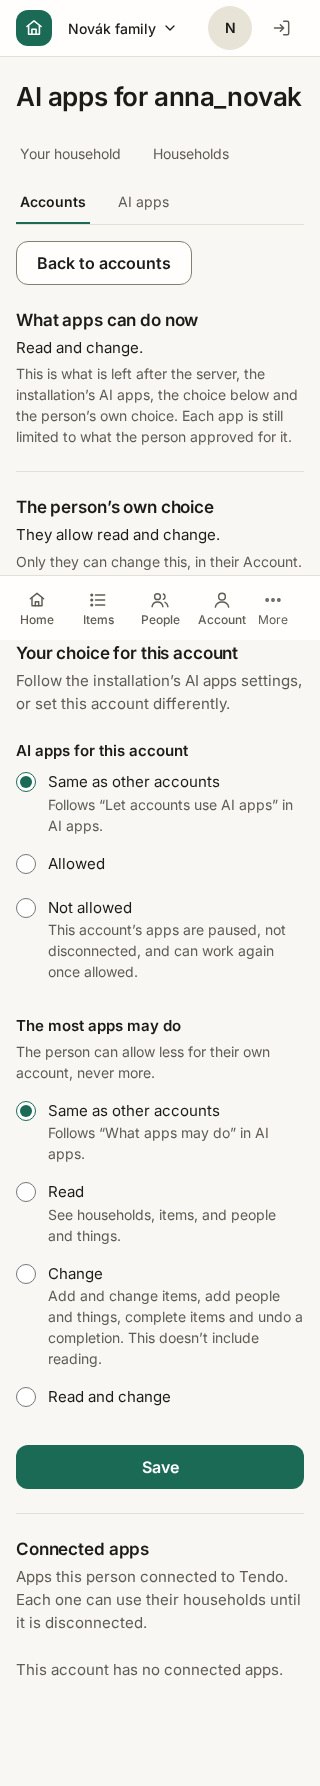 Novák family
N
AI apps for anna_novak
Your household
Households
Accounts
AI apps
Back to accounts
What apps can do now
Read and change.
This is what is left after the server, the
installation’s AI apps, the choice below and
the person’s own choice. Each app is still
limited to what the person approved for it.
The person’s own choice
They allow read and change.
Only they can change this, in their Account.
Home
Items
People
Account
More
Your choice for this account
Follow the installation’s AI apps settings,
or set this account differently.
AI apps for this account
Same as other accounts
Follows “Let accounts use AI apps” in
AI apps.
Allowed
Not allowed
This account’s apps are paused, not
disconnected, and can work again
once allowed.
The most apps may do
The person can allow less for their own
account, never more.
Same as other accounts
Follows “What apps may do” in AI
apps.
Read
See households, items, and people
and things.
Change
Add and change items, add people
and things, complete items and undo a
completion. This doesn’t include
reading.
Read and change
Save
Connected apps
Apps this person connected to Tendo.
Each one can use their households until
it is disconnected.
This account has no connected apps.